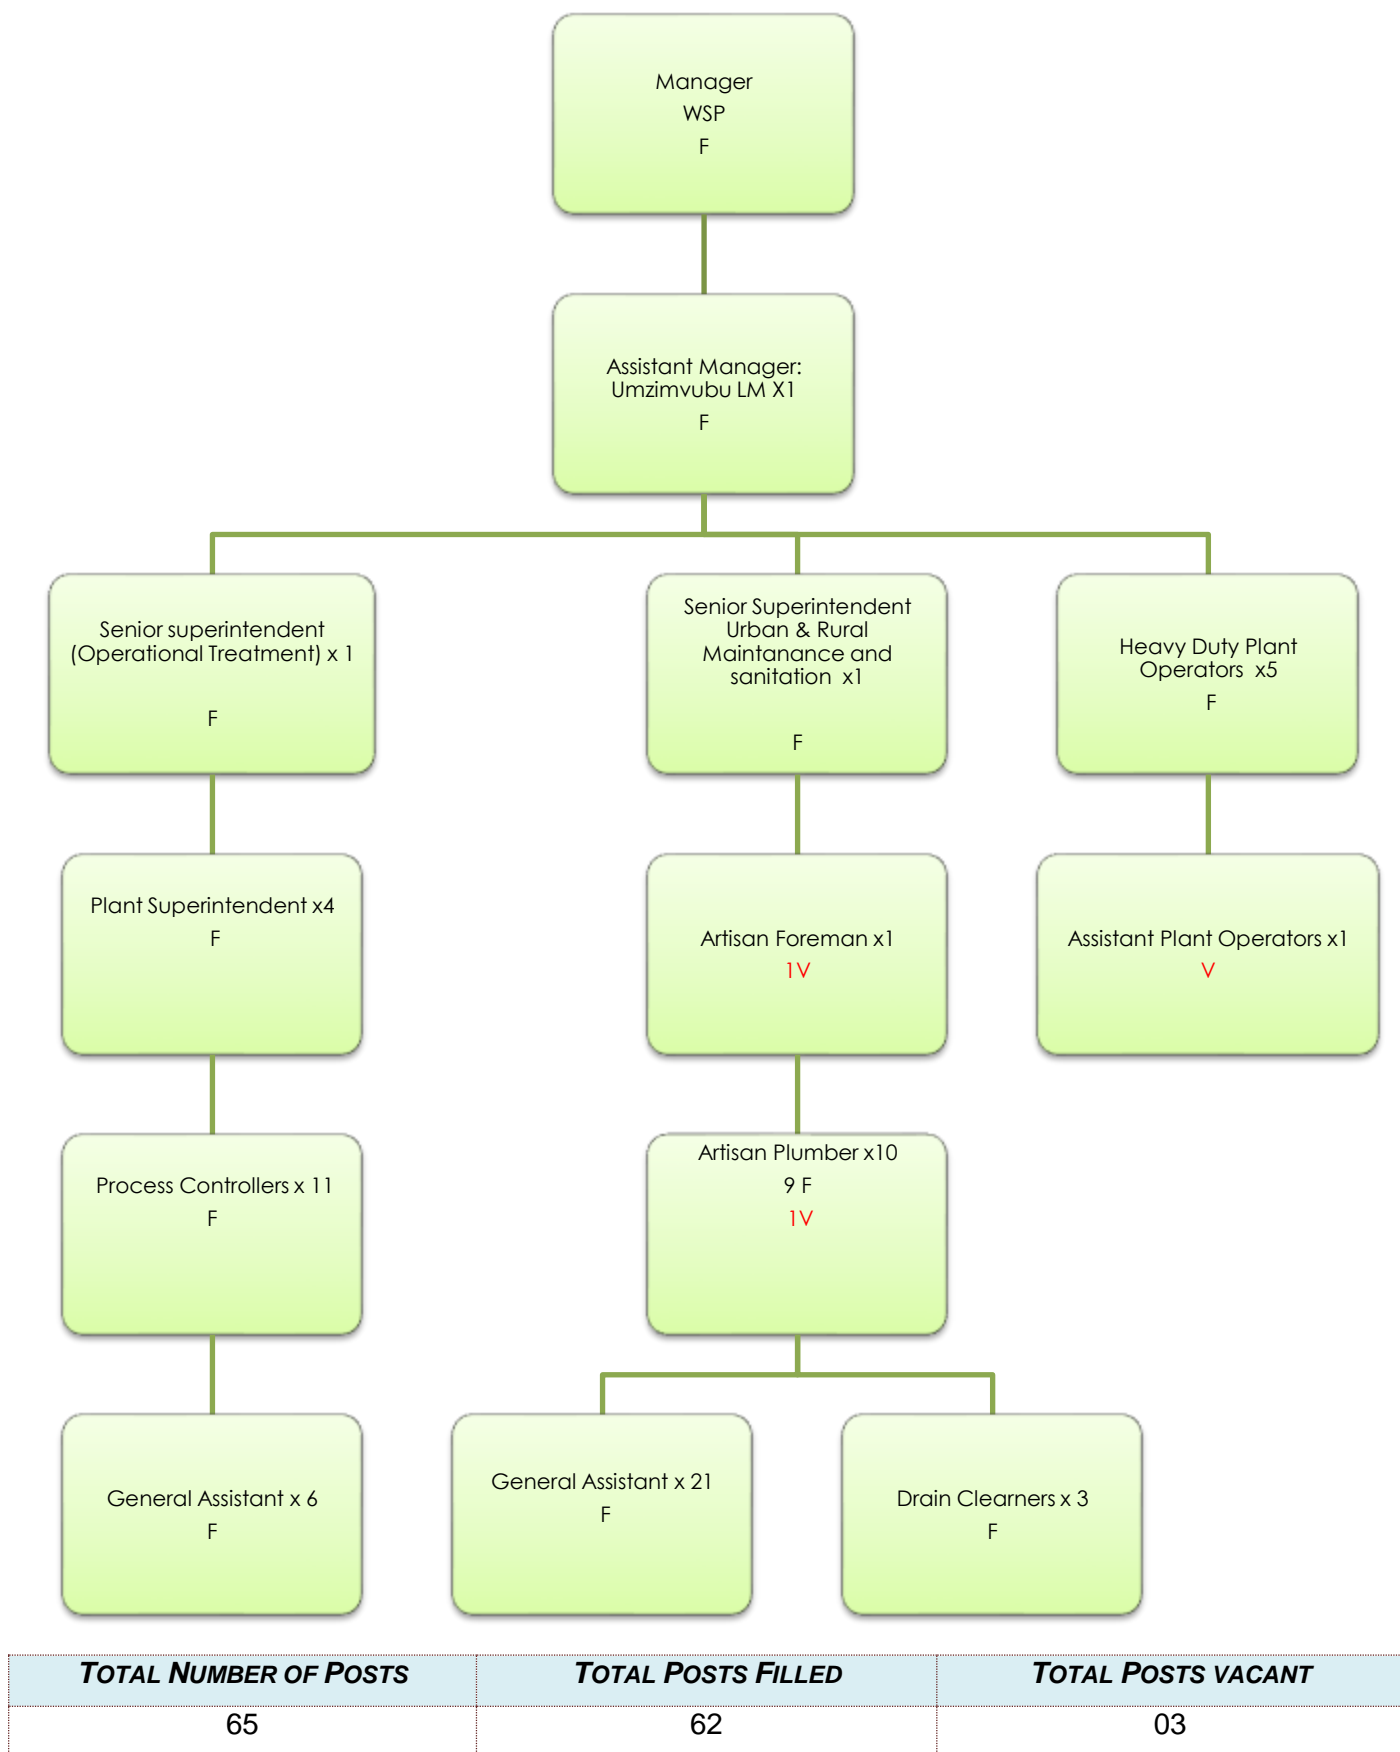 Manager
WSP
F
Assistant Manager:
Umzimvubu LM X1
F
Senior superintendent
(Operational Treatment) x 1
F
Senior Superintendent
Urban & Rural
Maintanance and
sanitation x1
F
Heavy Duty Plant
Operators x5
F
Plant Superintendent x4
F
Artisan Foreman x1
1V
Assistant Plant Operators x1
V
Process Controllers x 11
F
Artisan Plumber x10
9 F
1V
General Assistant x 6
F
General Assistant x 21
F
Drain Clearners x 3
F
TOTAL NUMBER OF POSTS TOTAL POSTS FILLED TOTAL POSTS VACANT
65 62 03